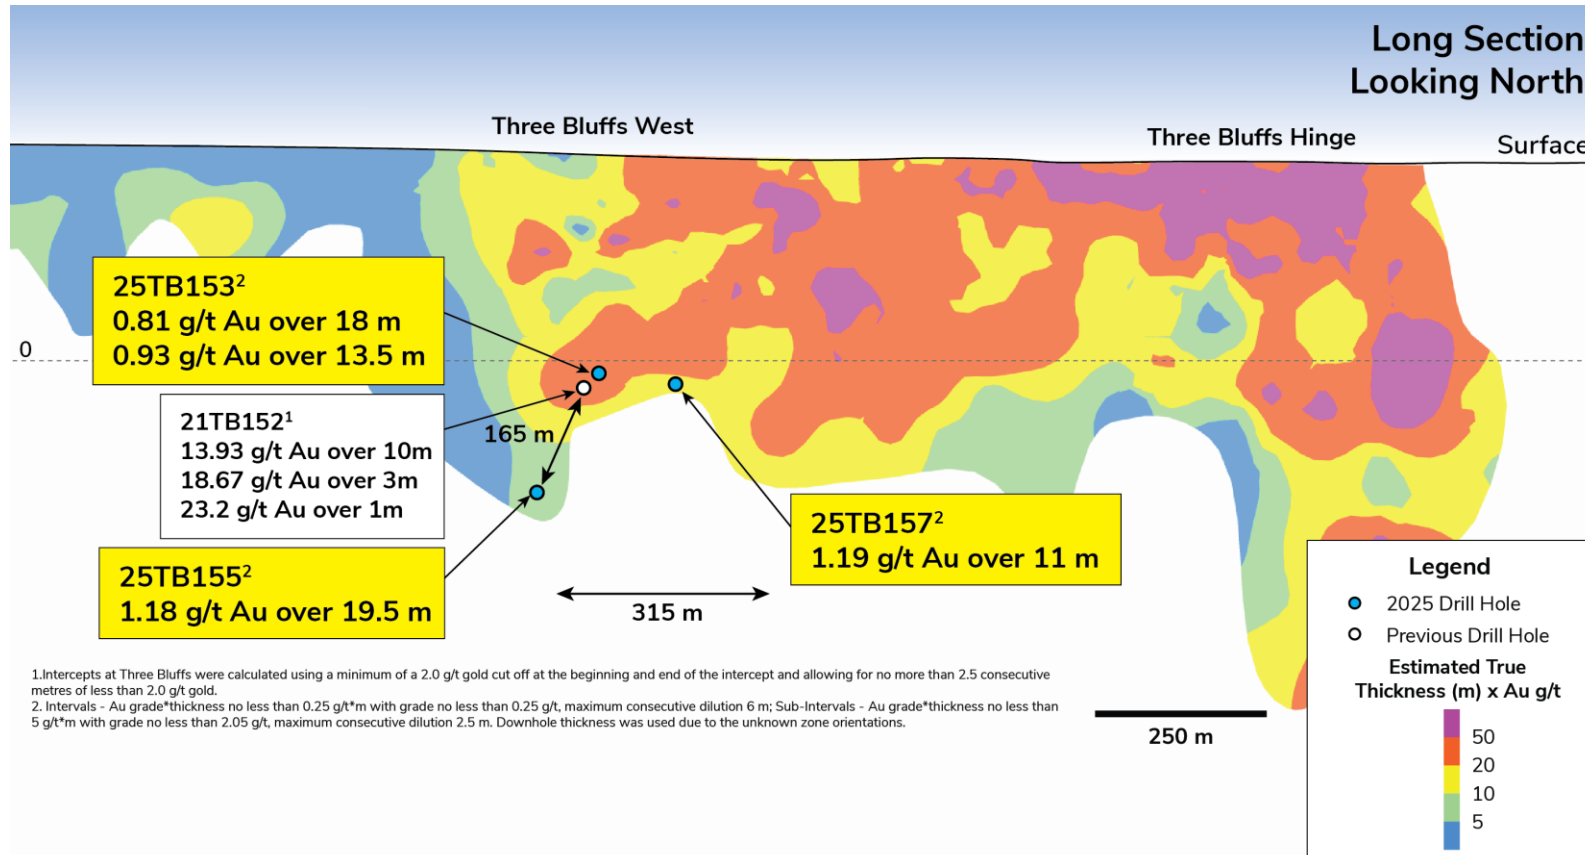 Long Section
Looking North
Three Bluffs West
Three Bluffs Hinge
Surface
0
25TB153²
0.81 g/t Au over 18 m
0.93 g/t Au over 13.5 m
21TB152¹
13.93 g/t Au over 10m
18.67 g/t Au over 3m
23.2 g/t Au over 1m
165 m
25TB155²
1.18 g/t Au over 19.5 m
25TB157²
1.19 g/t Au over 11 m
315 m
1.Intercepts at Three Bluffs were calculated using a minimum of a 2.0 g/t gold cut off at the beginning and end of the intercept and allowing for no more than 2.5 consecutive
metres of less than 2.0 g/t gold.
2. Intervals - Au grade*thickness no less than 0.25 g/t*m with grade no less than 0.25 g/t, maximum consecutive dilution 6 m; Sub-Intervals - Au grade*thickness no less than
5 g/t*m with grade no less than 2.05 g/t, maximum consecutive dilution 2.5 m. Downhole thickness was used due to the unknown zone orientations.
250 m
Legend
2025 Drill Hole
Previous Drill Hole
Estimated True
Thickness (m) x Au g/t
50
20
10
5